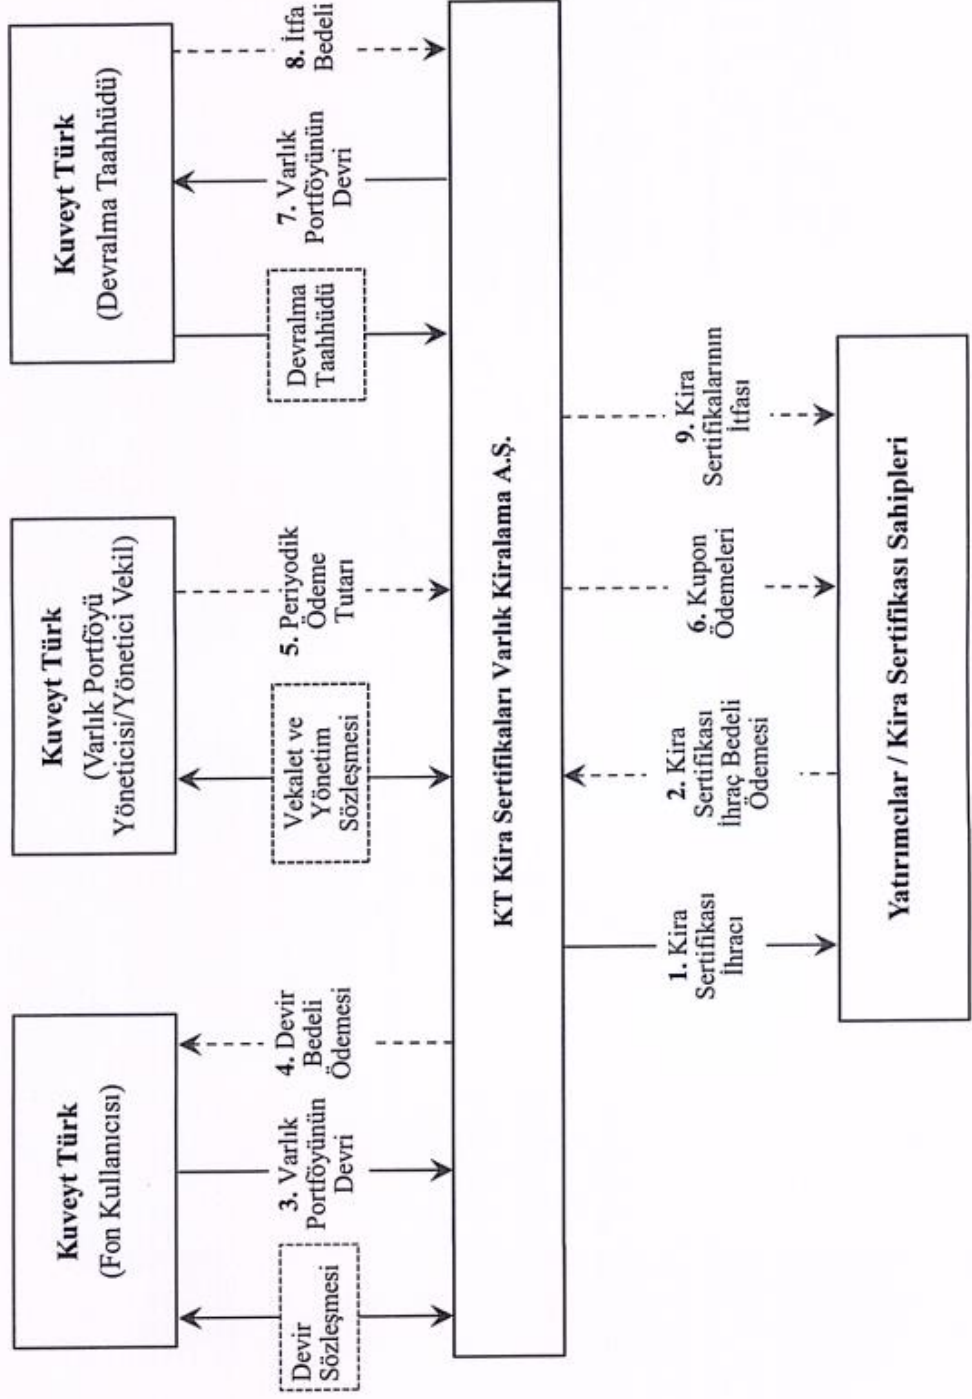 Kuveyt Türk
(Fon Kullanıcısı)
Kuveyt Türk
(Varlık Portföyü
Yöneticisi/Yönetici Vekil)
Kuveyt Türk
(Devralma Taahhüdü)
Devir
Sözleşmesi
3. Varlık
Portföyünün
Devri
4. Devir
Bedeli
Ödemesi
Vekalet ve
Yönetim
Sözleşmesi
5. Periyodik
Ödeme
Tutarı
Devralma
Taahhüdü
7. Varlık
Portföyünün
Devri
8. İtfa
Bedeli
KT Kira Sertifikaları Varlık Kiralama A.Ş.
1. Kira
Sertifikası
İhracı
2. Kira
Sertifikası
İhraç Bedeli
Ödemesi
6. Kupon
Ödemeleri
9. Kira
Sertifikalarının
İtfası
Yatırımcılar / Kira Sertifikası Sahipleri